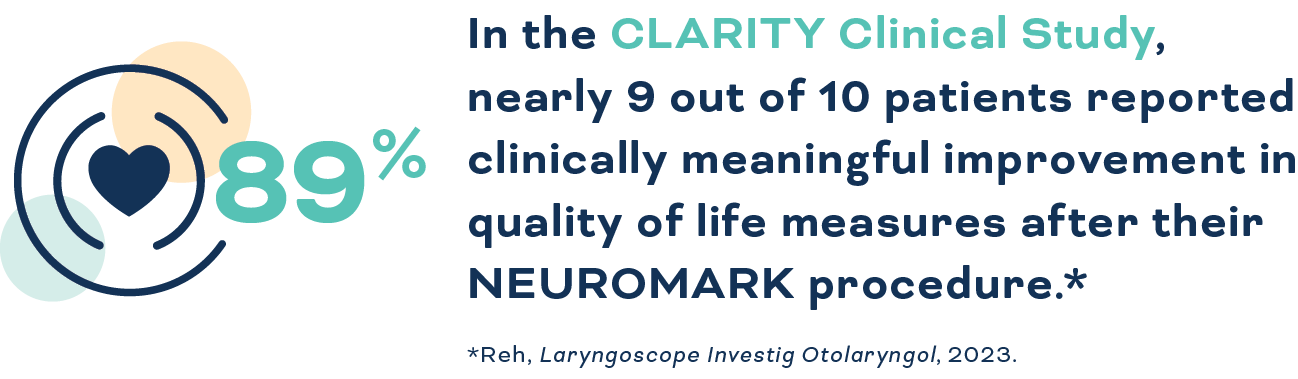 89%
In the CLARITY Clinical Study,
nearly 9 out of 10 patients reported
clinically meaningful improvement in
quality of life measures after their
NEUROMARK procedure.*
*Reh, Laryngoscope Investig Otolaryngol, 2023.